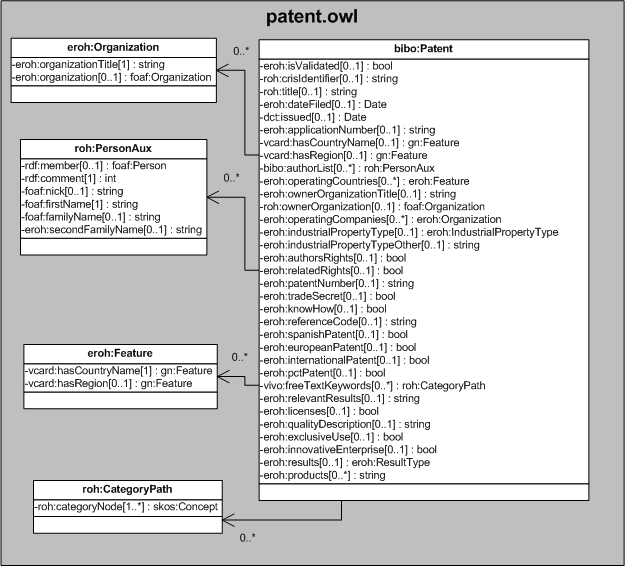 patent.owl
eroh:Organization
-eroh:organizationTitle[1] : string
-eroh:organization[0..1] : foaf:Organization
0..*
roh:PersonAux
-rdf:member[0..1] : foaf:Person
-rdf:comment[1] : int
-foaf:nick[0..1] : string
-foaf:firstName[1] : string
-foaf:familyName[0..1] : string
-eroh:secondFamilyName[0..1] : string
0..*
eroh:Feature
-vcard:hasCountryName[1] : gn:Feature
-vcard:hasRegion[0..1] : gn:Feature
0..*
roh:CategoryPath
-roh:categoryNode[1..*] : skos:Concept
0..*
bibo:Patent
-eroh:isValidated[0..1] : bool
-roh:crisIdentifier[0..1] : string
-roh:title[0..1] : string
-eroh:dateFiled[0..1] : Date
-dct:issued[0..1] : Date
-eroh:applicationNumber[0..1] : string
-vcard:hasCountryName[0..1] : gn:Feature
-vcard:hasRegion[0..1] : gn:Feature
-bibo:authorList[0..*] : roh:PersonAux
-eroh:operatingCountries[0..*] : eroh:Feature
-eroh:ownerOrganizationTitle[0..1] : string
-roh:ownerOrganization[0..1] : foaf:Organization
-eroh:operatingCompanies[0..*] : eroh:Organization
-eroh:industrialPropertyType[0..1] : eroh:IndustrialPropertyType
-eroh:industrialPropertyTypeOther[0..1] : string
-eroh:authorsRights[0..1] : bool
-eroh:relatedRights[0..1] : bool
-eroh:patentNumber[0..1] : string
-eroh:tradeSecret[0..1] : bool
-eroh:knowHow[0..1] : bool
-eroh:referenceCode[0..1] : string
-eroh:spanishPatent[0..1] : bool
-eroh:europeanPatent[0..1] : bool
-eroh:internationalPatent[0..1] : bool
-eroh:pctPatent[0..1] : bool
-vivo:freeTextKeywords[0..*] : roh:CategoryPath
-eroh:relevantResults[0..1] : string
-eroh:licenses[0..1] : bool
-eroh:qualityDescription[0..1] : string
-eroh:exclusiveUse[0..1] : bool
-eroh:innovativeEnterprise[0..1] : bool
-eroh:results[0..1] : eroh:ResultType
-eroh:products[0..*] : string